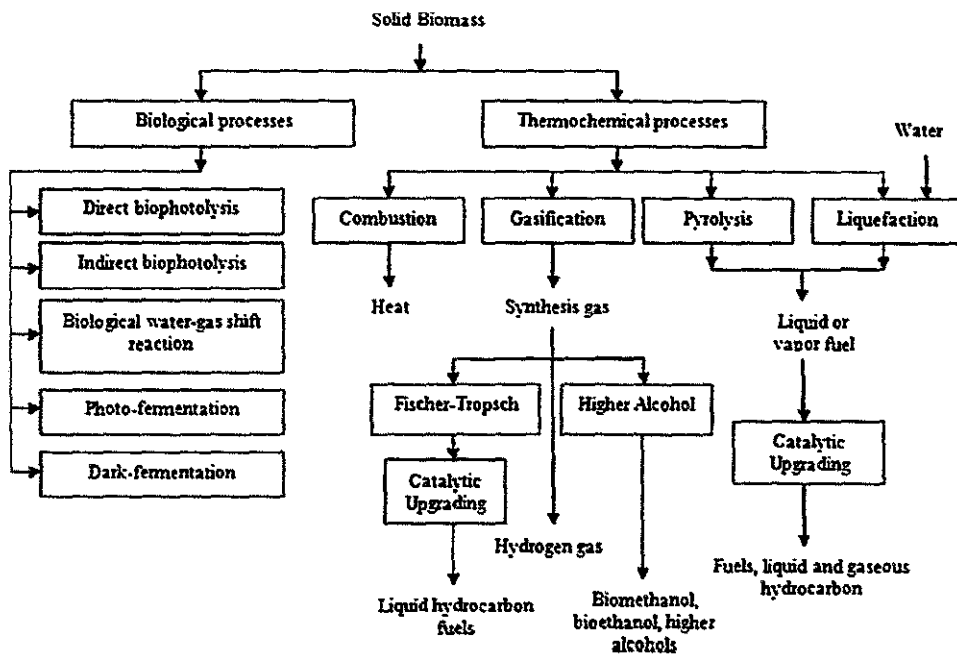 Solid Biomass
Biological processes
Thermochemical processes
Water
Direct biophotolysis
Indirect biophotolysis
Biological water-gas shift
reaction
Photo-fermentation
Dark-fermentation
Combustion
Gasification
Pyrolysis
Liquefaction
Heat
Synthesis gas
Liquid or
vapor fuel
Fischer-Tropsch
Higher Alcohol
Catalytic
Upgrading
Catalytic
Upgrading
Hydrogen gas
Liquid hydrocarbon
fuels
Biomethanol,
bioethanol, higher
alcohols
Fuels, liquid and gaseous
hydrocarbon